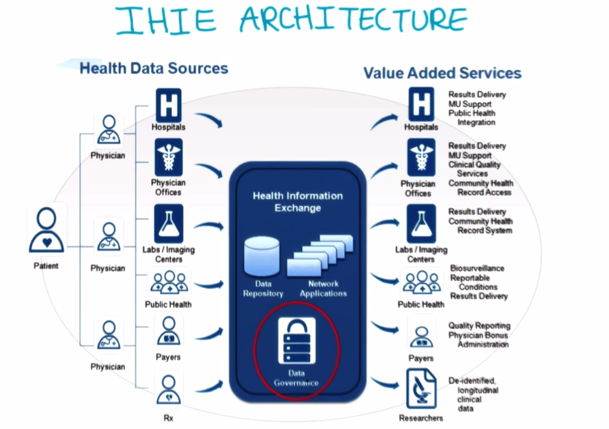 IHIE ARCHITECTURE
Health Data Sources
Value Added Services
Patient
Physician
Physician
Physician
Hospitals
Physician
Offices
Labs / Imaging
Centers
Public Health
Payers
Rx
Health Information
Exchange
Data
Repository
Network
Applications
Data
Governance
Hospitals
Results Delivery
MU Support
Public Health
Integration
Physician
Offices
Results Delivery
MU Support
Clinical Quality
Services
Community Health
Record Access
Labs / Imaging
Centers
Results Delivery
Community Health
Record System
Public Health
Biosurveillance
Reportable
Conditions
Results Delivery
Payers
Quality Reporting
Physician Bonus
Administration
Researchers
De-identified,
longitudinal
clinical
data